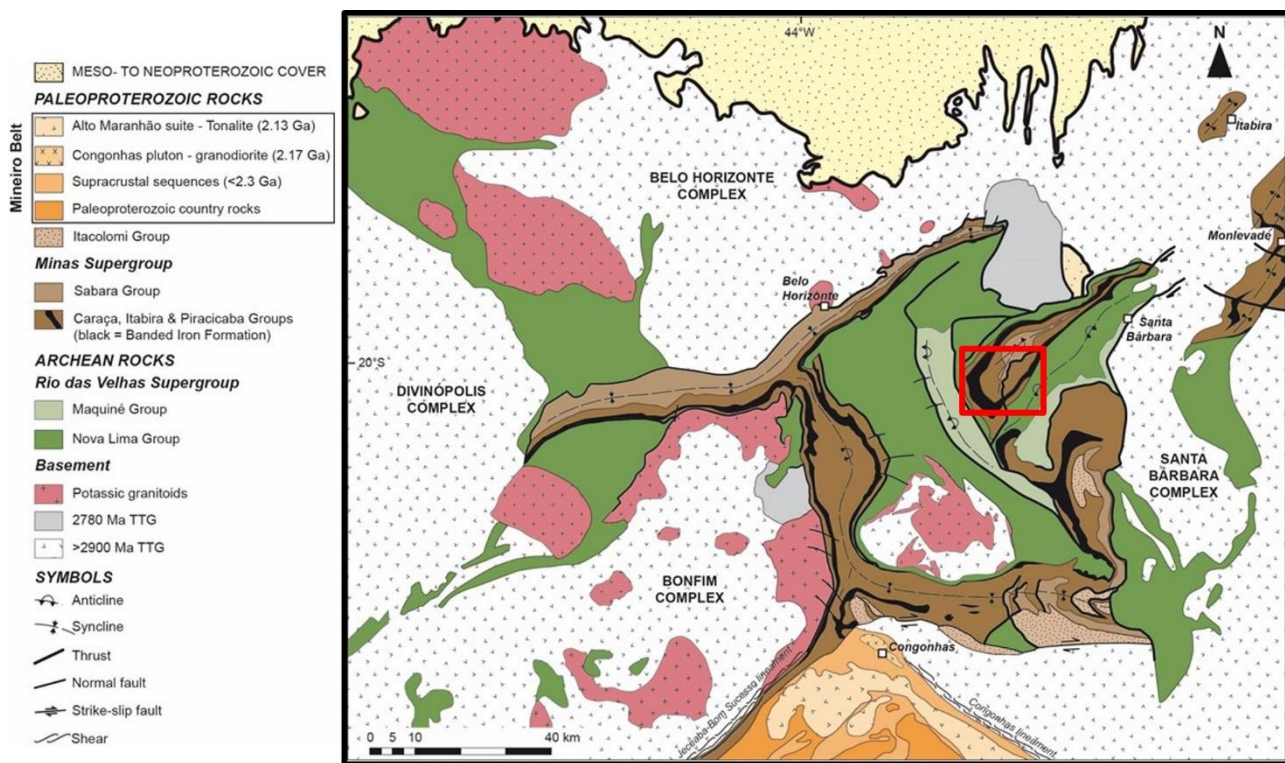 MESO- TO NEOPROTEROZOIC COVER
PALEOPROTEROZOIC ROCKS
Mineiro Belt
Alto Maranhão suite - Tonalite (2.13 Ga)
Congonhas pluton - granodiorite (2.17 Ga)
Supracrustal sequences (<2.3 Ga)
Paleoproterozoic country rocks
Itacolomi Group
Minas Supergroup
Sabara Group
Caraça, Itabira & Piracicaba Groups
(black = Banded Iron Formation)
ARCHEAN ROCKS
Rio das Velhas Supergroup
Maquiné Group
Nova Lima Group
Basement
Potassic granitoids
2780 Ma TTG
>2900 Ma TTG
SYMBOLS
Anticline
Syncline
Thrust
Normal fault
Strike-slip fault
Shear
44°W
N
Itabira
BELO HORIZONTE
COMPLEX
Monlevade
Belo
Horizonte
Santa
Bárbara
20°S
DIVINÓPOLIS
COMPLEX
SANTA
BÁRBARA
COMPLEX
BONFIM
COMPLEX
Congonhas
Jeceaba-Bom Sucesso lineament
Congonhas lineament
0 5 10 20 40 km